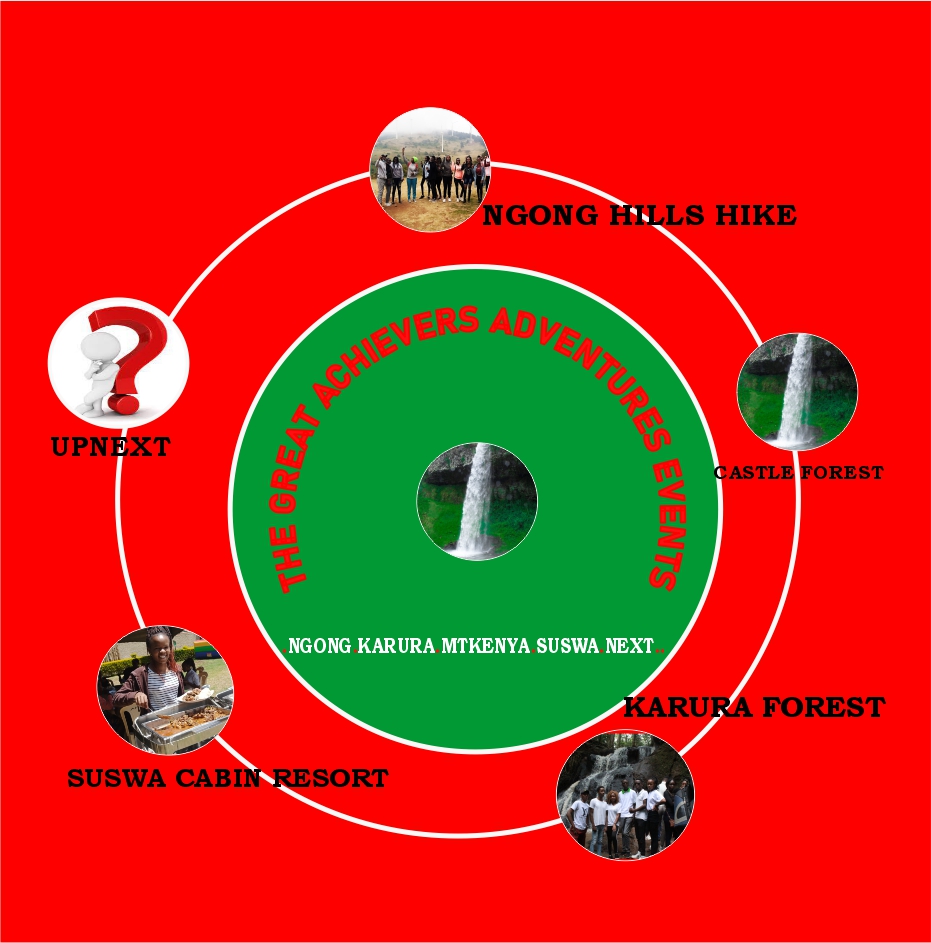 NGONG HILLS HIKE
THE GREAT ACHIEVERS ADVENTURES EVENTS
UPNEXT
CASTLE FOREST
.NGONG.KARURA.MTKENYA.SUSWA.NEXT...
KARURA FOREST
SUSWA CABIN RESORT